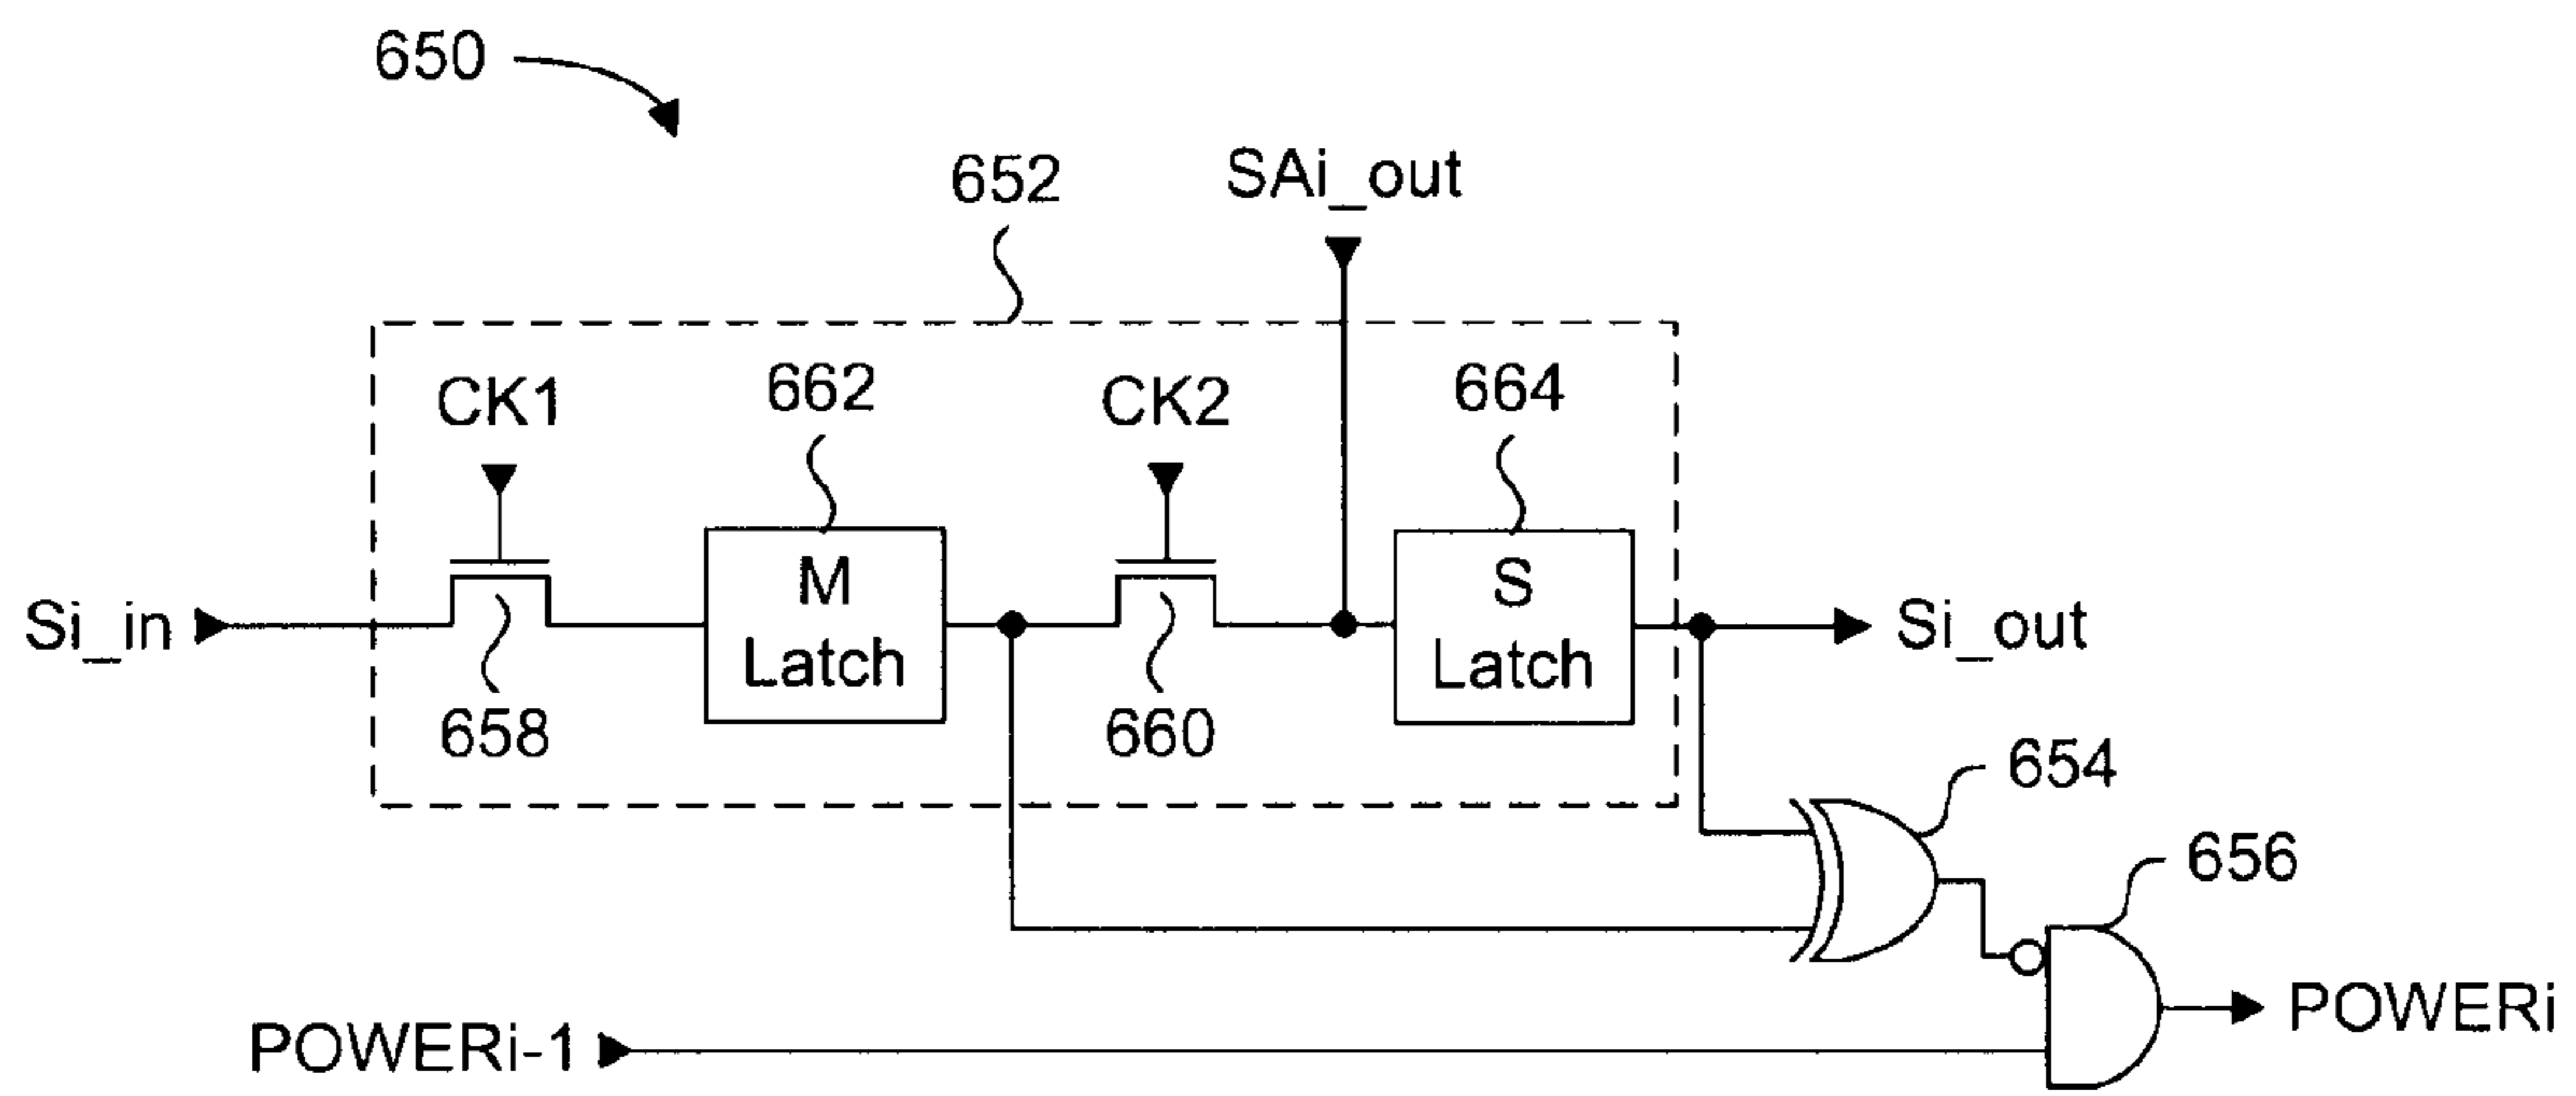 650
652
SAi_out
CK1
662
CK2
664
M
Latch
S
Latch
Si_in
Si_out
658
660
654
656
POWERi-1
POWERi